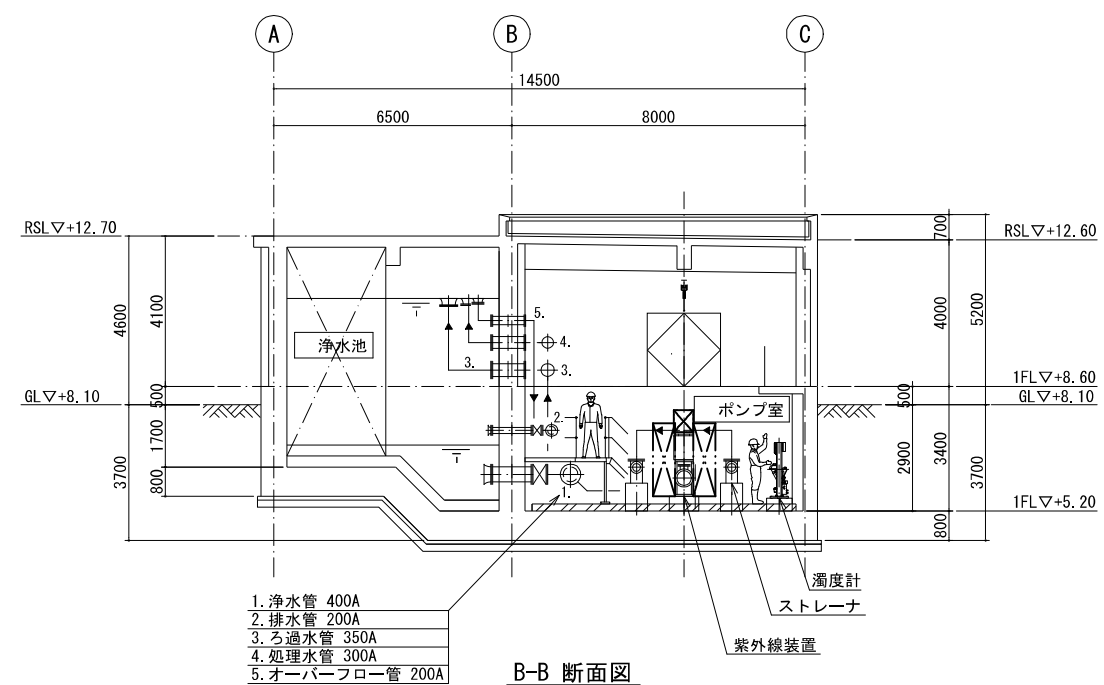 A
B
C
14500
6500
8000
RSL▽+12.70
RSL▽+12.60
700
4600
4100
4000
5200
5.
浄水池
4.
3.
3.
1FL▽+8.60
GL▽+8.10
500
500
GL▽+8.10
ポンプ室
2.
1700
3700
800
2900
3400
3700
1.
1FL▽+5.20
800
濁度計
ストレーナ
紫外線装置
1.浄水管 400A
2.排水管 200A
3.ろ過水管 350A
4.処理水管 300A
5.オーバーフロー管 200A
B-B 断面図